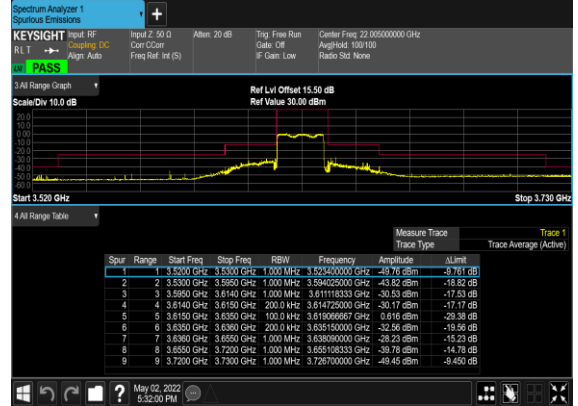 Spectrum Analyzer 1
Spurious Emissions
KEYSIGHT Input: RF Input Z: 50 Ω Atten: 20 dB Trig: Free Run Center Freq: 22.005000000 GHz
RLT Coupling: DC Corr CCorr Gate: Off Avg|Hold: 100/100
Align: Auto Freq Ref: Int (S) IF Gain: Low Radio Std: None
PASS
3 All Range Graph
Ref Lvl Offset 15.50 dB
Scale/Div 10.0 dB Ref Value 30.00 dBm
20.0
10.0
0.00
-10.0
-20.0
-30.0
-40.0
-50.0
-60.0
Start 3.520 GHz Stop 3.730 GHz
4 All Range Table
Measure Trace Trace 1
Trace Type Trace Average (Active)
Spur Range Start Freq Stop Freq RBW Frequency Amplitude ΔLimit
1 1 3.5200 GHz 3.5300 GHz 1.000 MHz 3.523400000 GHz -49.76 dBm -9.761 dB
2 2 3.5300 GHz 3.5950 GHz 1.000 MHz 3.594025000 GHz -43.82 dBm -18.82 dB
3 3 3.5950 GHz 3.6140 GHz 1.000 MHz 3.611118333 GHz -30.53 dBm -17.53 dB
4 4 3.6140 GHz 3.6150 GHz 200.0 kHz 3.614725000 GHz -30.17 dBm -17.17 dB
5 5 3.6150 GHz 3.6350 GHz 100.0 kHz 3.619066667 GHz 0.616 dBm -29.38 dB
6 6 3.6350 GHz 3.6360 GHz 200.0 kHz 3.635150000 GHz -32.56 dBm -19.56 dB
7 7 3.6360 GHz 3.6550 GHz 1.000 MHz 3.638090000 GHz -28.23 dBm -15.23 dB
8 8 3.6550 GHz 3.7200 GHz 1.000 MHz 3.655108333 GHz -39.78 dBm -14.78 dB
9 9 3.7200 GHz 3.7300 GHz 1.000 MHz 3.726700000 GHz -49.45 dBm -9.450 dB
May 02, 2022
5:32:00 PM